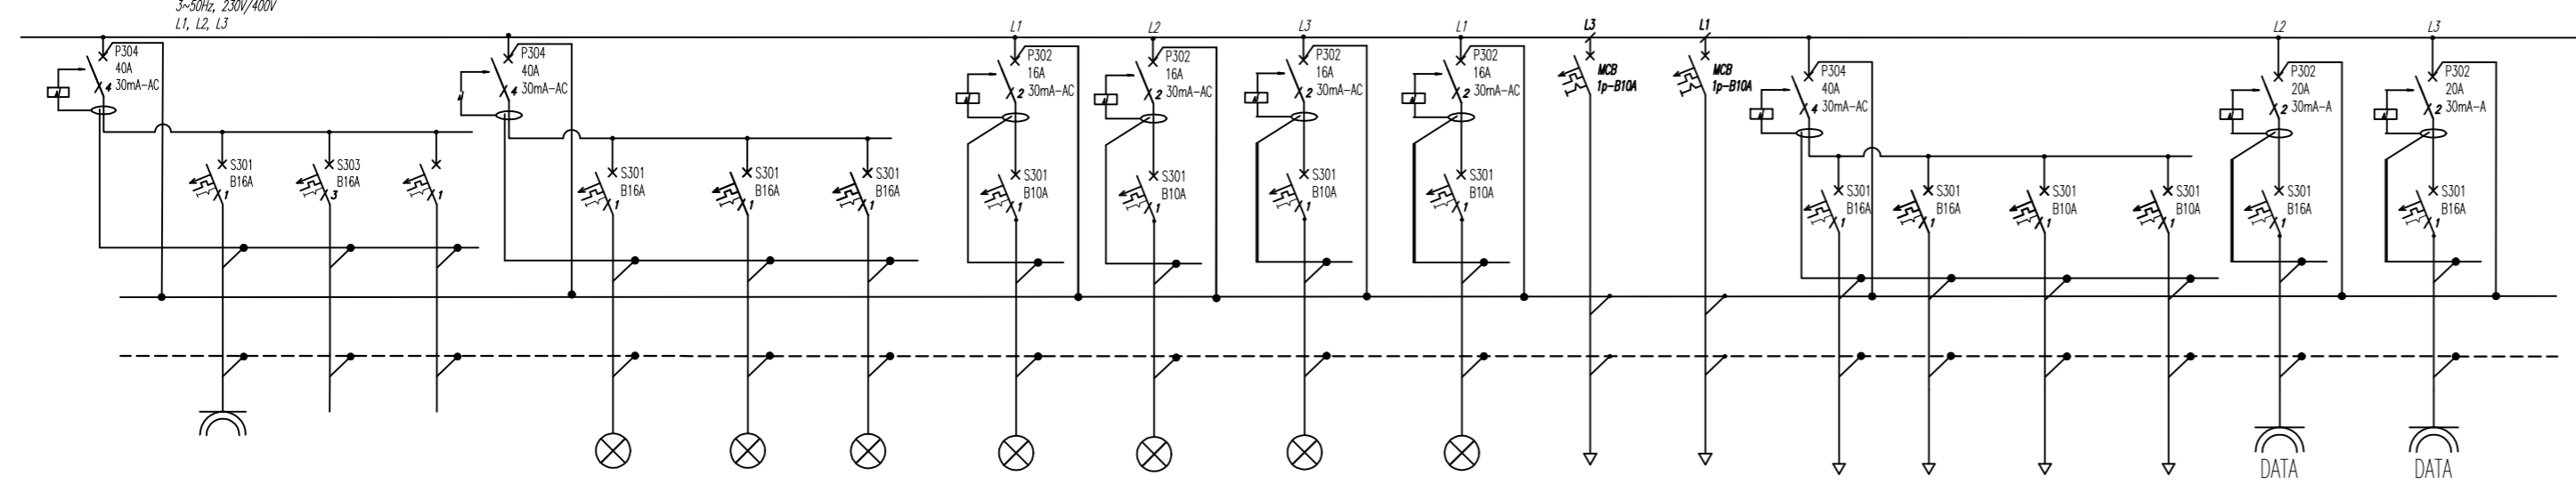 3~50Hz, 230V/400V
L1, L2, L3
L1
L2
L3
L1
L3
L1
L2
L3
P304
40A
30mA-AC
4
P304
40A
30mA-AC
4
P302
16A
30mA-AC
2
P302
16A
30mA-AC
2
P302
16A
30mA-AC
2
P302
16A
30mA-AC
2
MCB
1p-B10A
MCB
1p-B10A
P304
40A
30mA-AC
4
P302
20A
30mA-A
2
P302
20A
30mA-A
2
S301
B16A
1
S303
B16A
3
1
S301
B16A
1
S301
B16A
1
S301
B16A
1
S301
B10A
1
S301
B10A
1
S301
B10A
1
S301
B10A
1
S301
B16A
1
S301
B16A
1
S301
B10A
1
S301
B10A
1
S301
B16A
1
S301
B16A
1
DATA
DATA